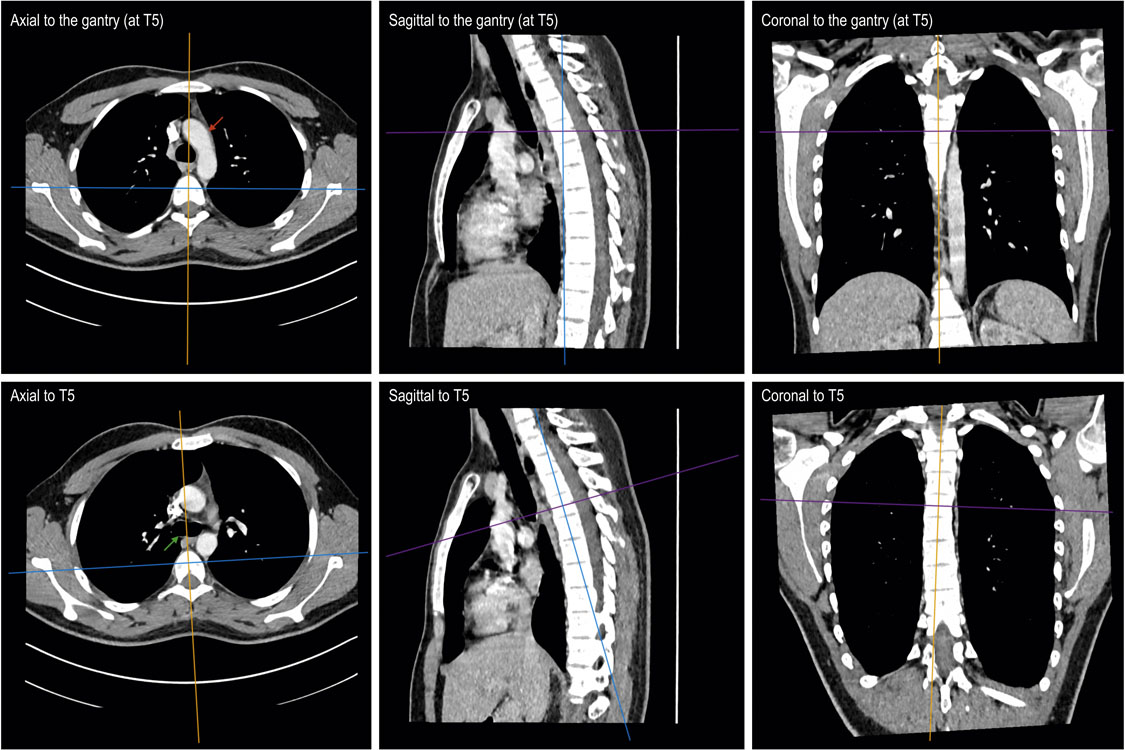 Axial to the gantry (at T5)
Sagittal to the gantry (at T5)
Coronal to the gantry (at T5)
Axial to T5
Sagittal to T5
Coronal to T5